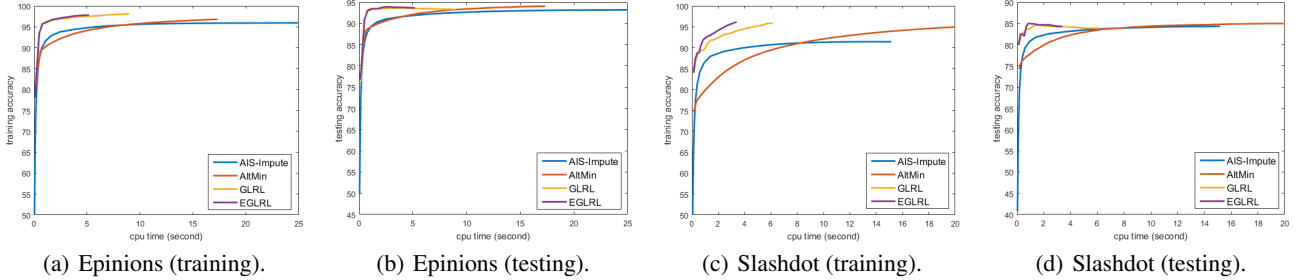 100
95
90
85
80
75
70
65
60
55
50
training accuracy
0 5 10 15 20 25
cpu time (second)
AIS-Impute
AltMin
GLRL
EGLRL
(a) Epinions (training).
95
90
85
80
75
70
65
60
55
50
45
testing accuracy
0 5 10 15 20 25
cpu time (second)
AIS-Impute
AltMin
GLRL
EGLRL
(b) Epinions (testing).
100
95
90
85
80
75
70
65
60
55
50
training accuracy
0 2 4 6 8 10 12 14 16 18 20
cpu time (second)
AIS-Impute
AltMin
GLRL
EGLRL
(c) Slashdot (training).
90
85
80
75
70
65
60
55
50
45
40
testing accuracy
0 2 4 6 8 10 12 14 16 18 20
cpu time (second)
AIS-Impute
AltMin
GLRL
EGLRL
(d) Slashdot (testing).